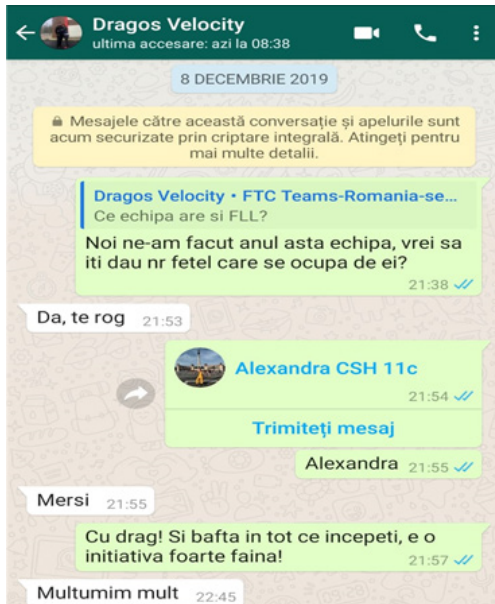 Dragos Velocity
ultima accesare: azi la 08:38
8 DECEMBRIE 2019
Mesajele către această conversație și apelurile sunt
acum securizate prin criptare integrală. Atingeți pentru
mai multe detalii.
Dragos Velocity • FTC Teams-Romania-se...
Ce echipa are si FLL?
Noi ne-am facut anul asta echipa, vrei sa
iti dau nr fetel care se ocupa de ei?
21:38
Da, te rog 21:53
Alexandra CSH 11c
21:54
Trimiteți mesaj
Alexandra 21:55
Mersi 21:55
Cu drag! Si bafta in tot ce incepeti, e o
initiativa foarte faina!
21:57
Multumim mult 22:45